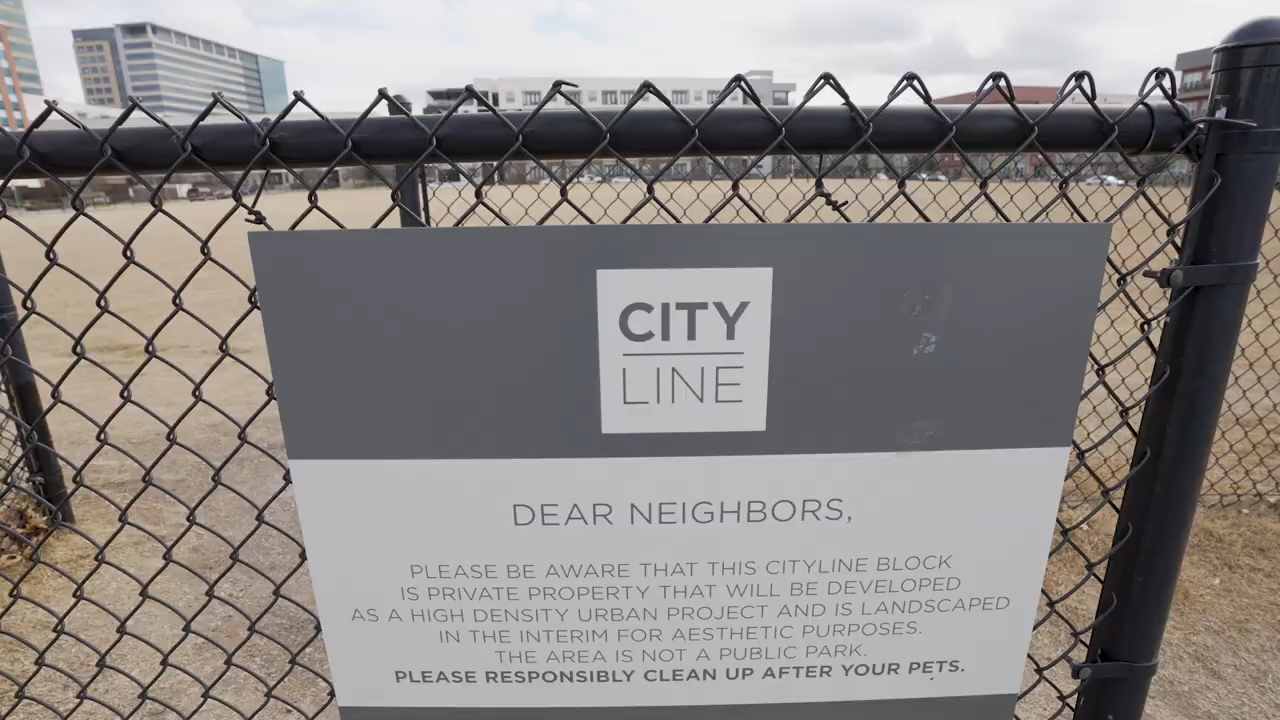 CITY
LINE
DEAR NEIGHBORS,
PLEASE BE AWARE THAT THIS CITYLINE BLOCK
IS PRIVATE PROPERTY THAT WILL BE DEVELOPED
AS A HIGH DENSITY URBAN PROJECT AND IS LANDSCAPED
IN THE INTERIM FOR AESTHETIC PURPOSES.
THE AREA IS NOT A PUBLIC PARK.
PLEASE RESPONSIBLY CLEAN UP AFTER YOUR PETS.